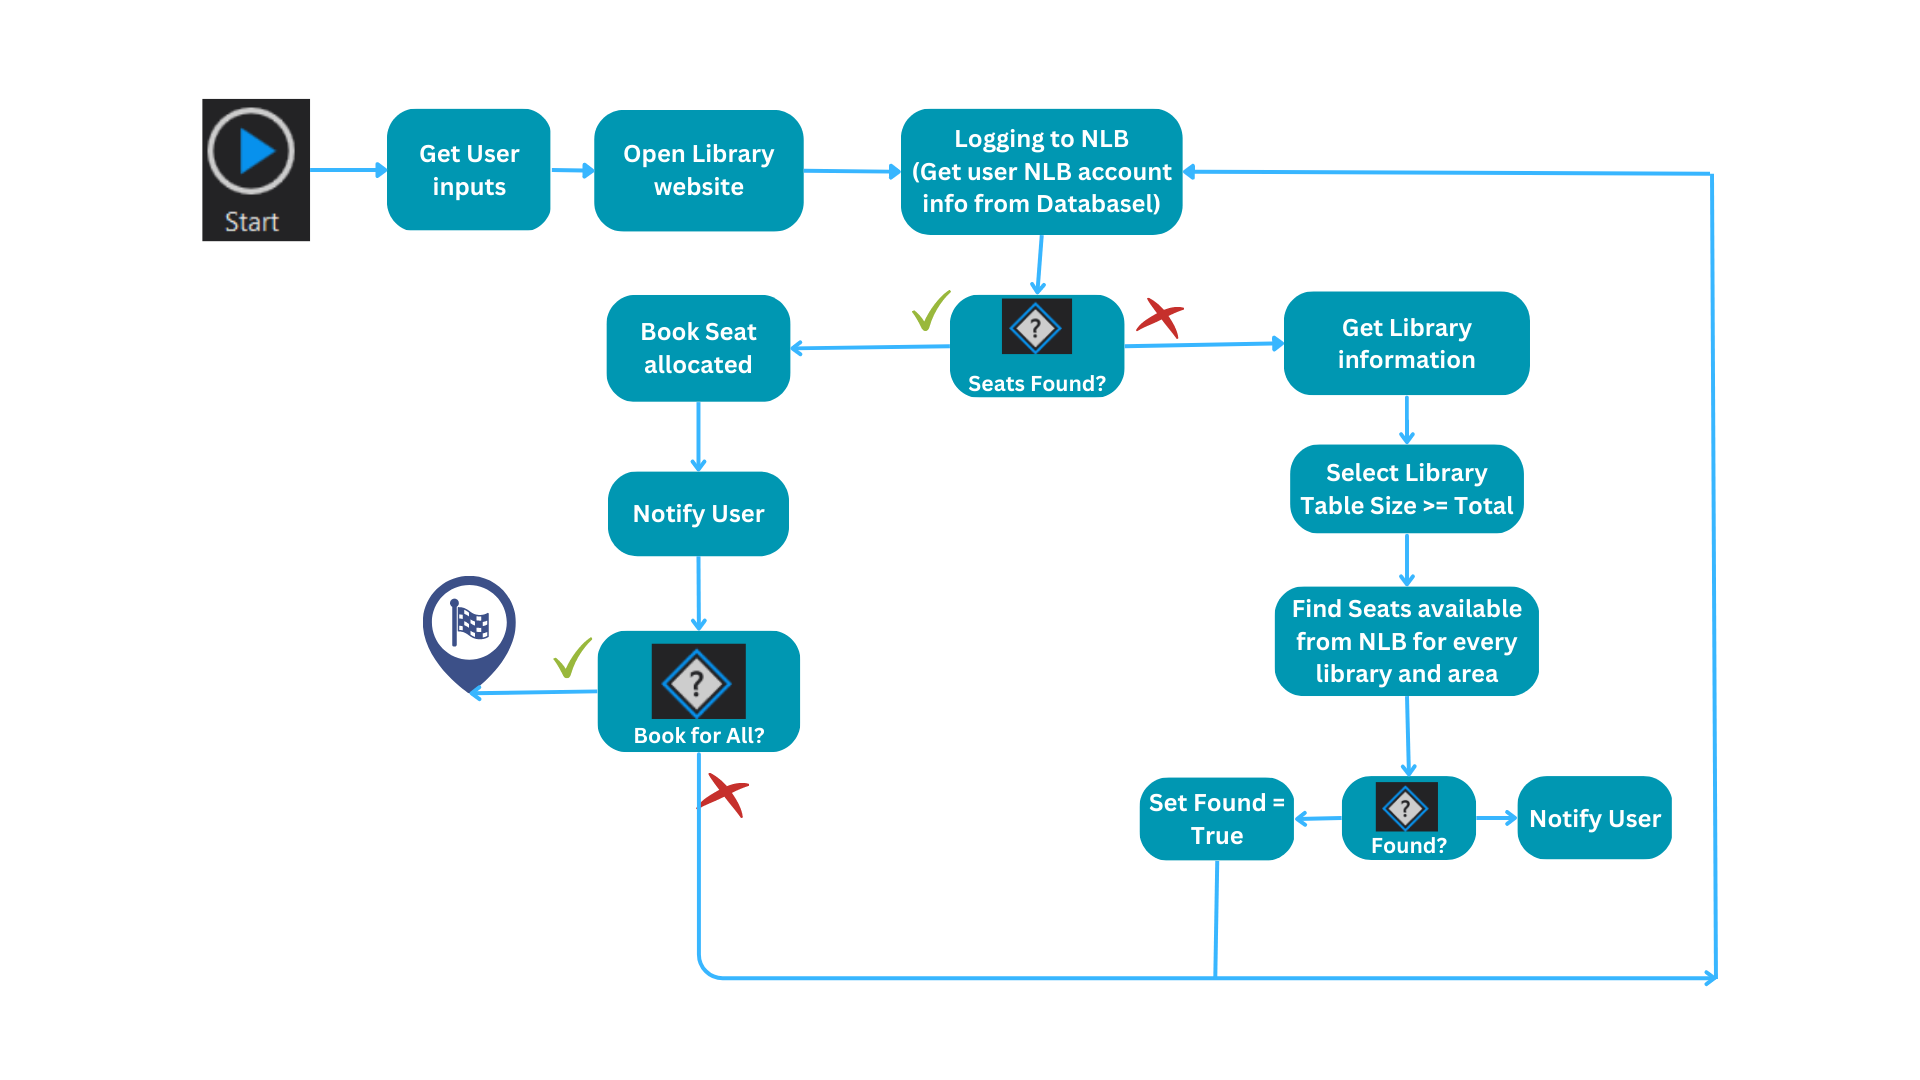 Start
Get User
inputs
Open Library
website
Logging to NLB
(Get user NLB account
info from Databasel)
Book Seat
allocated
?
Seats Found?
Get Library
information
Select Library
Table Size >= Total
Notify User
Find Seats available
from NLB for every
library and area
?
Book for All?
Set Found =
True
?
Found?
Notify User